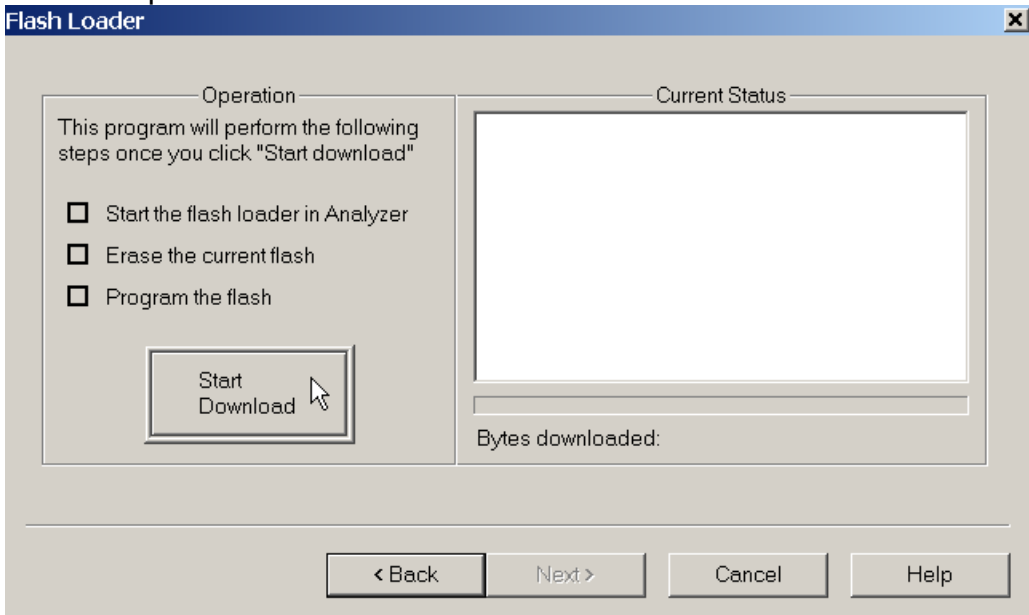 Flash Loader
Operation
This program will perform the following
steps once you click "Start download"
Start the flash loader in Analyzer
Erase the current flash
Program the flash
Start
Download
Current Status
Bytes downloaded:
< Back
Next >
Cancel
Help